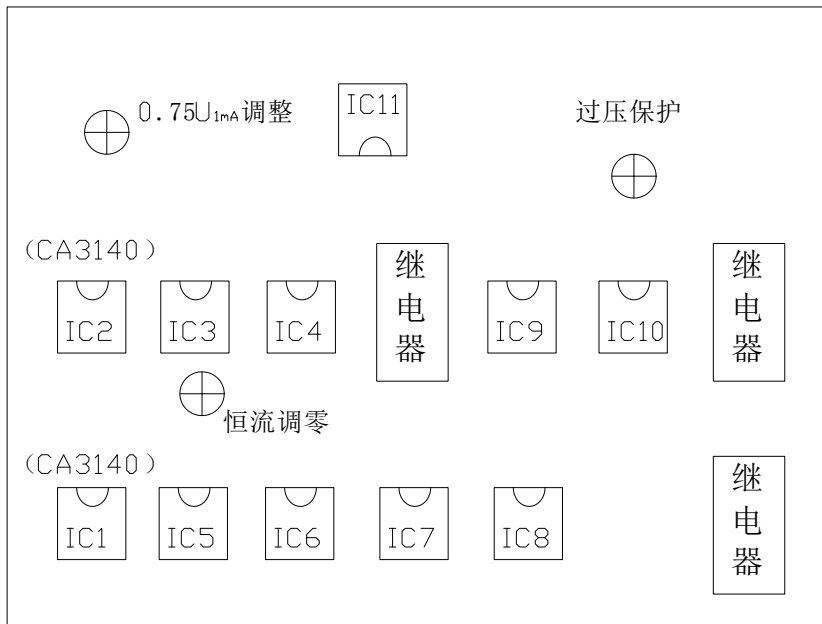 0.75U1mA调整
IC11
过压保护
(CA3140)
IC2
IC3
IC4
继电器
IC9
IC10
继电器
恒流调零
(CA3140)
IC1
IC5
IC6
IC7
IC8
继电器